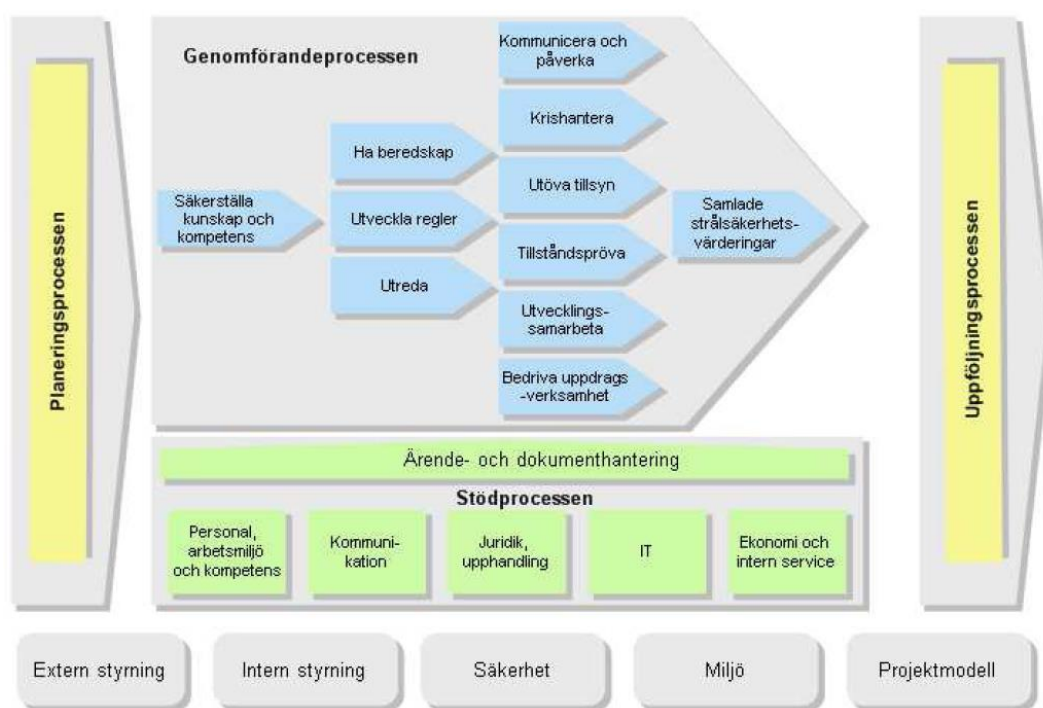 Planeringsprocessen
Genomförandeprocessen
Säkerställa
kunskap och
kompetens
Ha beredskap
Utveckla regler
Utreda
Kommunicera och
påverka
Krishantera
Utöva tillsyn
Tillståndspröva
Utvecklings-
samarbeta
Bedriva uppdrags
-verksamhet
Samlade
strålsäkerhets-
värderingar
Uppföljningsprocessen
Ärende- och dokumenthantering
Stödprocessen
Personal,
arbetsmiljö
och kompetens
Kommuni-
kation
Juridik,
upphandling
IT
Ekonomi och
intern service
Extern styrning
Intern styrning
Säkerhet
Miljö
Projektmodell